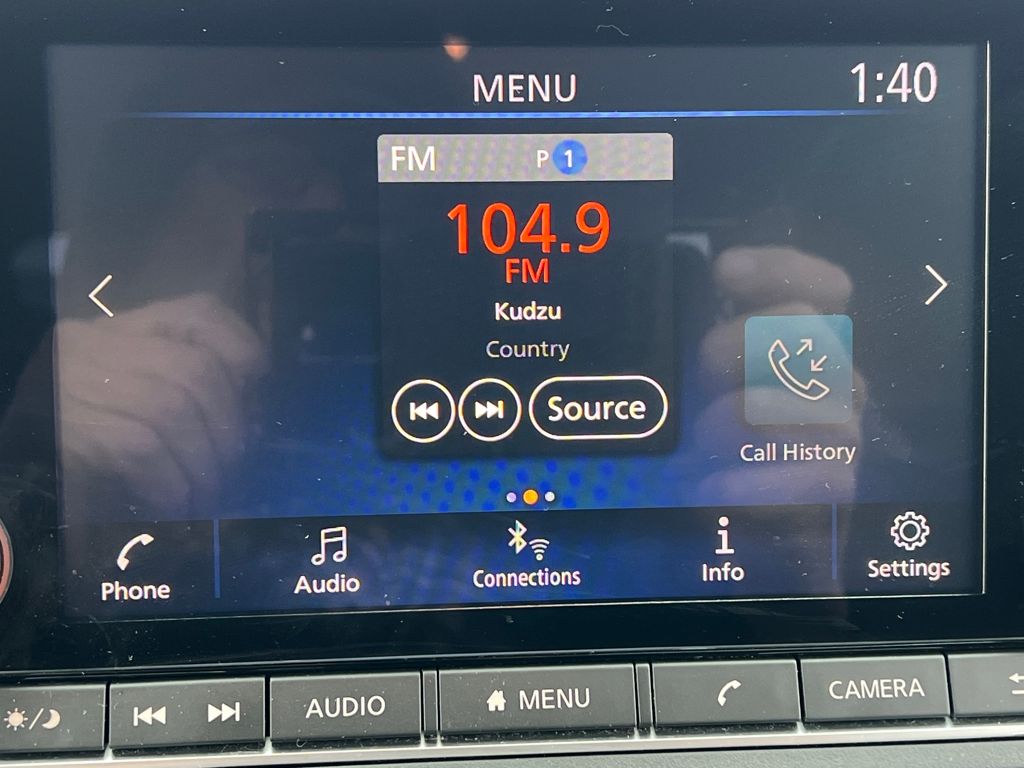 MENU
1:40
FM P 1
104.9
FM
Kudzu
Country
Source
Call History
Phone
Audio
Connections
Info
Settings
AUDIO
MENU
CAMERA